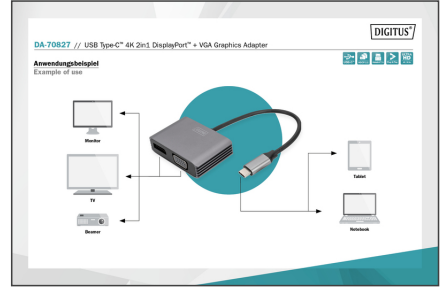 DIGITUS®
DA-70827 // USB Type-C™ 4K 2in1 DisplayPort™ + VGA Graphics Adapter
Anwendungsbeispiel
Example of use
Monitor
TV
Beamer
Tablet
Notebook